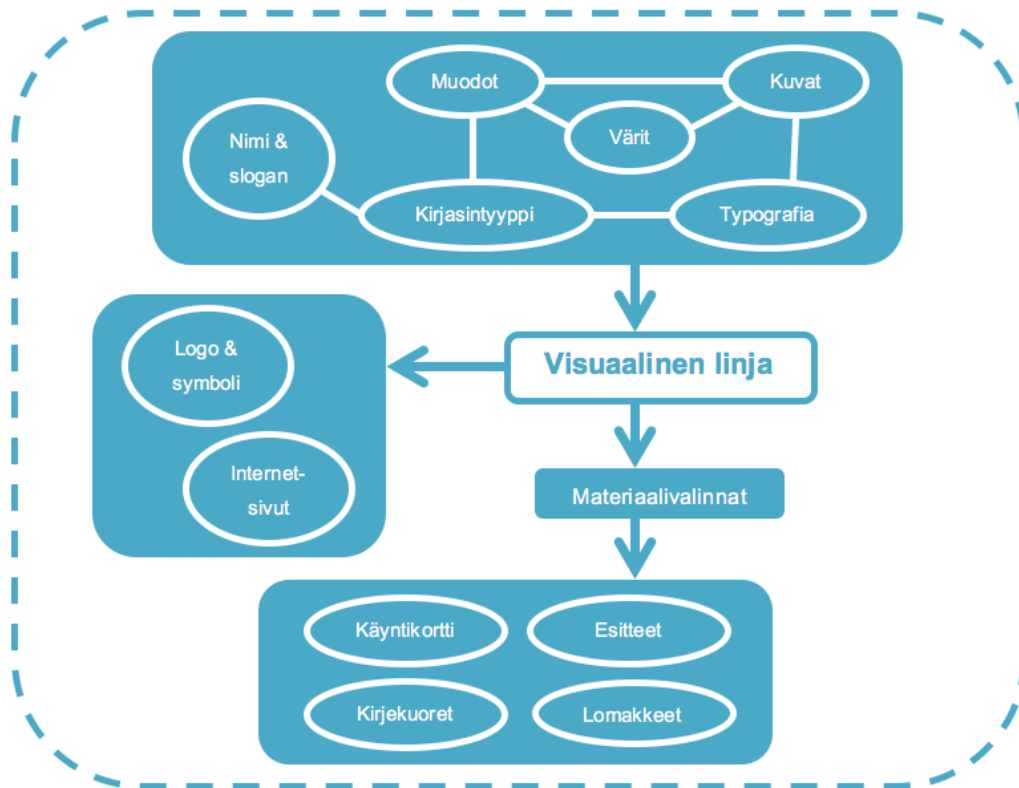 Muodot
Kuvat
Värit
Nimi &
slogan
Kirjasintyyppi
Typografia
Logo &
symboli
Visuaalinen linja
Internet-
sivut
Materiaalivalinnat
Käyntikortti
Esitteet
Kirjekuoret
Lomakkeet